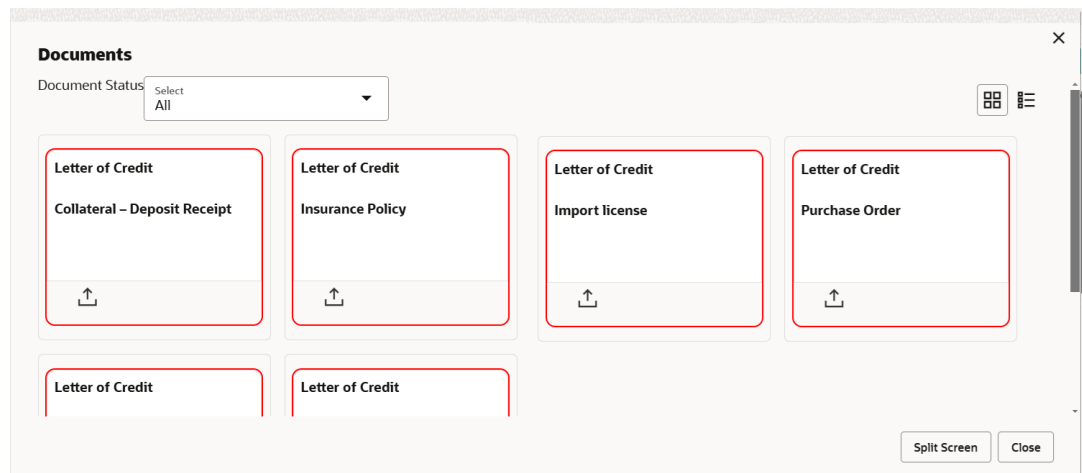 Documents
Document Status
Select
All
Letter of Credit
Collateral – Deposit Receipt
Letter of Credit
Insurance Policy
Letter of Credit
Import license
Letter of Credit
Purchase Order
Letter of Credit
Letter of Credit
Split Screen
Close